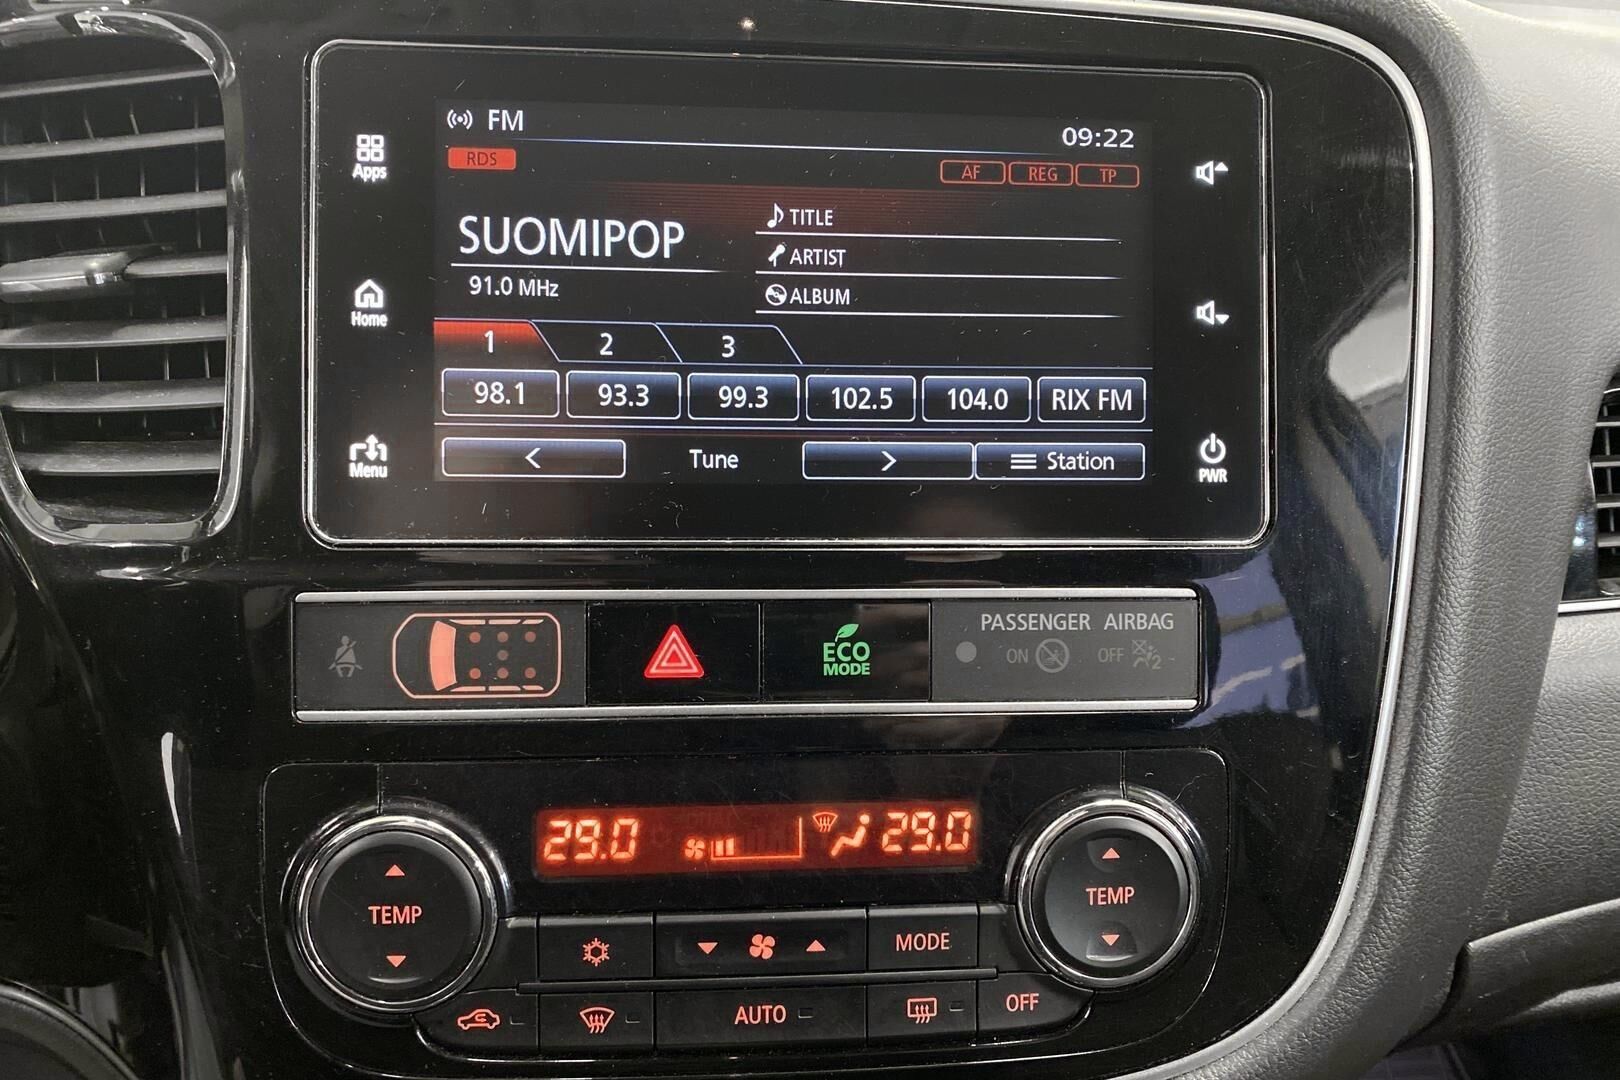 FM
09:22
RDS
AF REG TP
SUOMIPOP
91.0 MHz
TITLE
ARTIST
ALBUM
1 2 3
98.1 93.3 99.3 102.5 104.0 RIX FM
< Tune > Station
Apps
Home
Menu
PWR
ECO
MODE
PASSENGER AIRBAG
ON OFF 2
29.0 29.0
TEMP
TEMP
MODE
AUTO
OFF